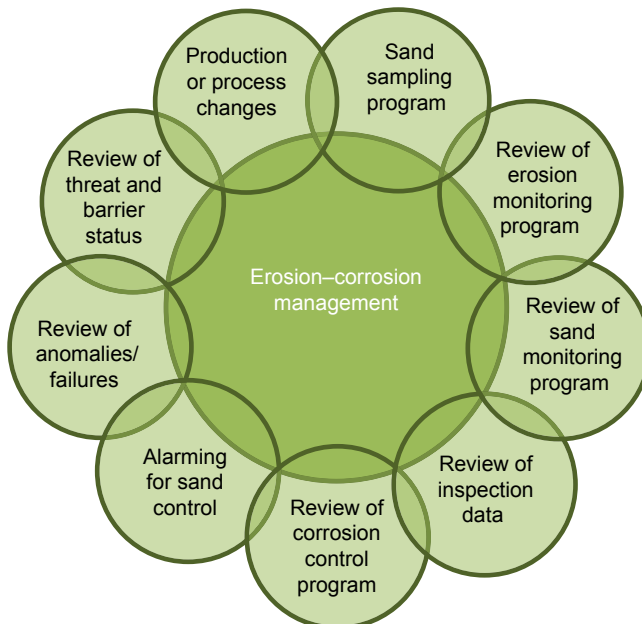 Production
or process
changes
Sand
sampling
program
Review of
erosion
monitoring
program
Review of
sand
monitoring
program
Review of
inspection
data
Review of
corrosion
control
program
Alarming
for sand
control
Review of
anomalies/
failures
Review of
threat and
barrier
status
Erosion–corrosion
management